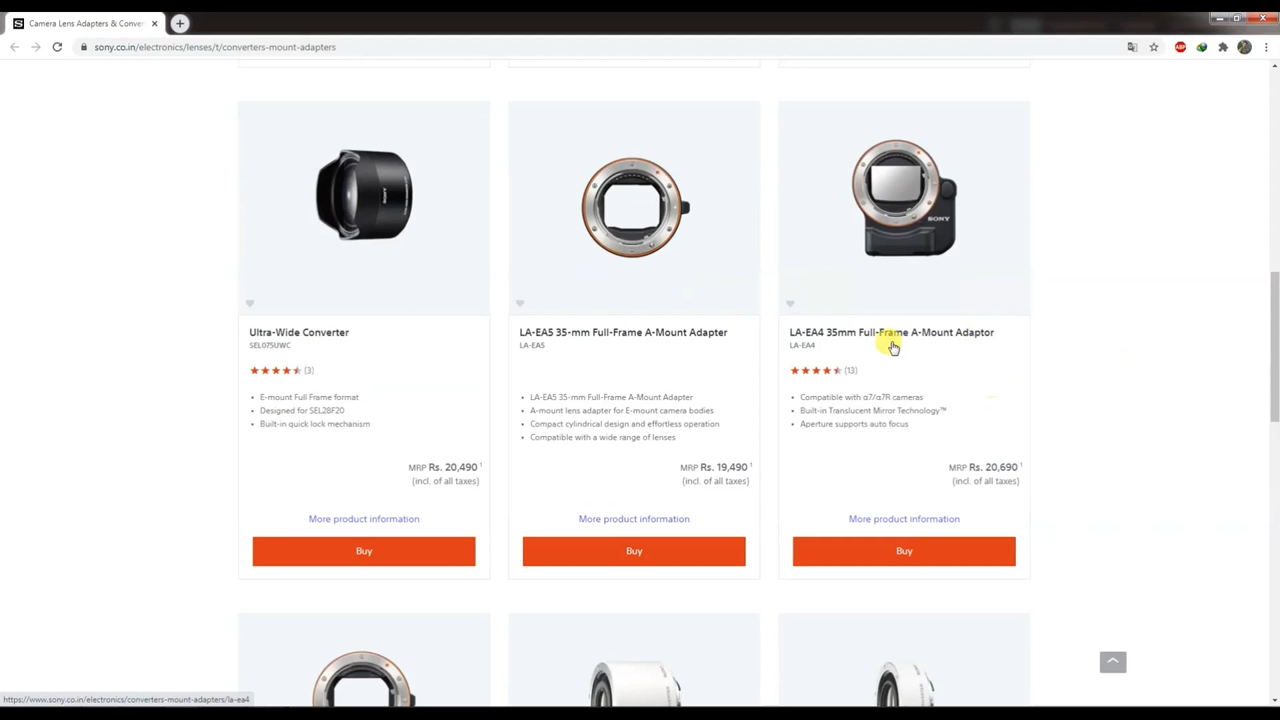 Camera Lens Adapters & Conver
sony.co.in/electronics/lenses/t/converters-mount-adapters
ABP
SONY
Ultra-Wide Converter
SEL075UWC
(3)
• E-mount Full Frame format
• Designed for SEL28F20
• Built-in quick lock mechanism
MRP Rs. 20,490 1
(incl. of all taxes)
More product information
Buy
LA-EA5 35-mm Full-Frame A-Mount Adapter
LA-EA5
• LA-EA5 35-mm Full-Frame A-Mount Adapter
• A-mount lens adapter for E-mount camera bodies
• Compact cylindrical design and effortless operation
• Compatible with a wide range of lenses
MRP Rs. 19,490 1
(incl. of all taxes)
More product information
Buy
SONY
LA-EA4 35mm Full-Frame A-Mount Adaptor
LA-EA4
(13)
• Compatible with α7/α7R cameras
• Built-in Translucent Mirror Technology™
• Aperture supports auto focus
MRP Rs. 20,690 1
(incl. of all taxes)
More product information
Buy
https://www.sony.co.in/electronics/converters-mount-adapters/la-ea4